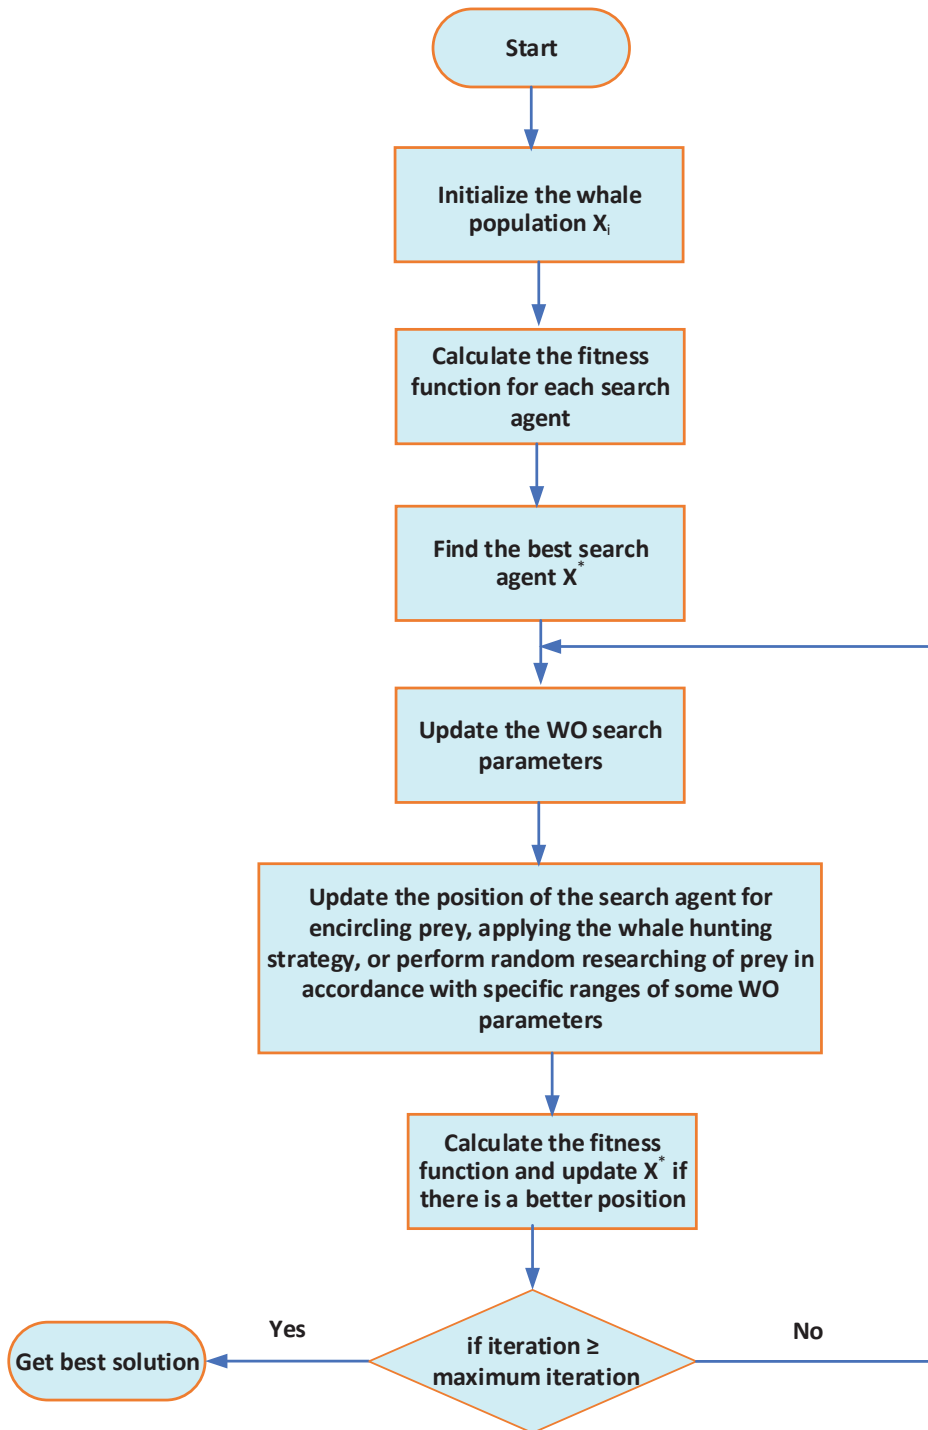 Start
Initialize the whale
population Xᵢ
Calculate the fitness
function for each search
agent
Find the best search
agent X*
Update the WO search
parameters
Update the position of the search agent for
encircling prey, applying the whale hunting
strategy, or perform random researching of prey in
accordance with specific ranges of some WO
parameters
Calculate the fitness
function and update X* if
there is a better position
if iteration ≥
maximum iteration
Yes
No
Get best solution